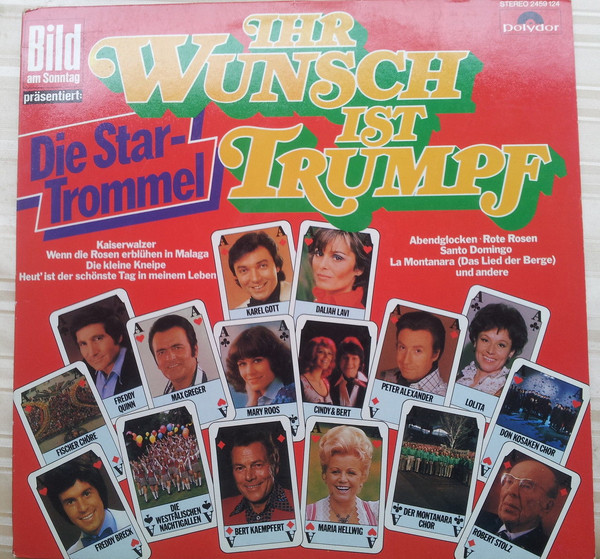 STEREO 2459 124
Polydor
Bild
am Sonntag
präsentiert:
IHR
WUNSCH
IST
TRUMPF
Die Star-
Trommel
Kaiserwalzer
Wenn die Rosen erblühen in Malaga
Die kleine Kneipe
Heut' ist der schönste Tag in meinem Leben
Abendglocken · Rote Rosen
Santo Domingo
La Montanara (Das Lied der Berge)
und andere
A
KAREL GOTT
A
DALIAH LAVI
A
FREDDY
QUINN
A
MAX GREGER
A
MARY ROOS
A
CINDY & BERT
A
PETER ALEXANDER
A
LOLITA
FISCHER CHÖRE
A
DON KOSAKEN CHOR
A
FREDDY BRECK
A
DIE
WESTFÄLISCHEN
NACHTIGALLEN
A
BERT KAEMPFERT
A
MARIA HELLWIG
A
DER MONTANARA
CHOR
A
ROBERT STOLZ
A